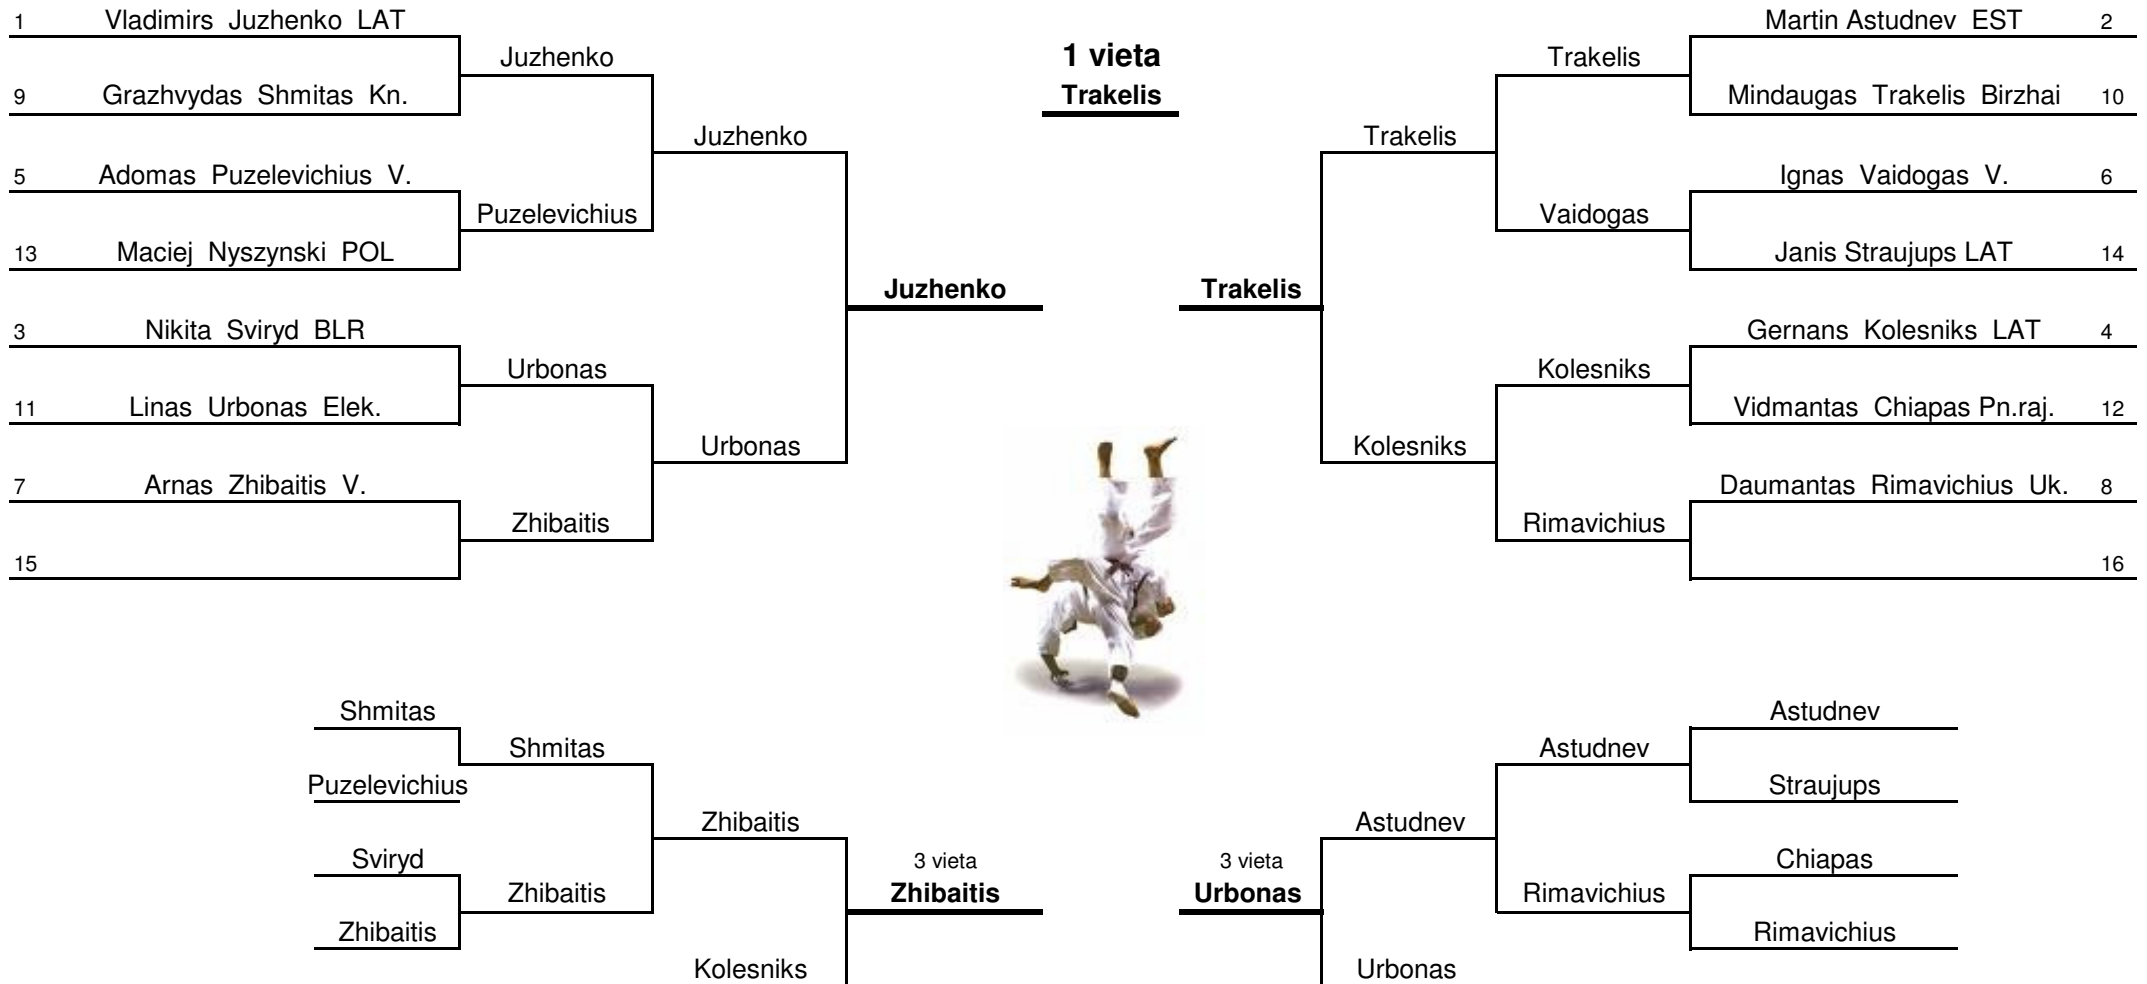 1 Vladimirs Juzhenko LAT
Juzhenko
9 Grazhvydas Shmitas Kn.
Juzhenko
5 Adomas Puzelevichius V.
Puzelevichius
13 Maciej Nyszynski POL
Juzhenko
3 Nikita Sviryd BLR
Urbonas
11 Linas Urbonas Elek.
Urbonas
7 Arnas Zhibaitis V.
Zhibaitis
15
1 vieta
Trakelis
Martin Astudnev EST 2
Trakelis
Mindaugas Trakelis Birzhai 10
Trakelis
Ignas Vaidogas V. 6
Vaidogas
Janis Straujups LAT 14
Trakelis
Gernans Kolesniks LAT 4
Kolesniks
Vidmantas Chiapas Pn.raj. 12
Kolesniks
Daumantas Rimavichius Uk. 8
Rimavichius
16
Shmitas
Shmitas
Puzelevichius
Zhibaitis
Sviryd
Zhibaitis
Zhibaitis
Kolesniks
3 vieta
Zhibaitis
3 vieta
Urbonas
Astudnev
Astudnev
Straujups
Astudnev
Chiapas
Rimavichius
Rimavichius
Urbonas